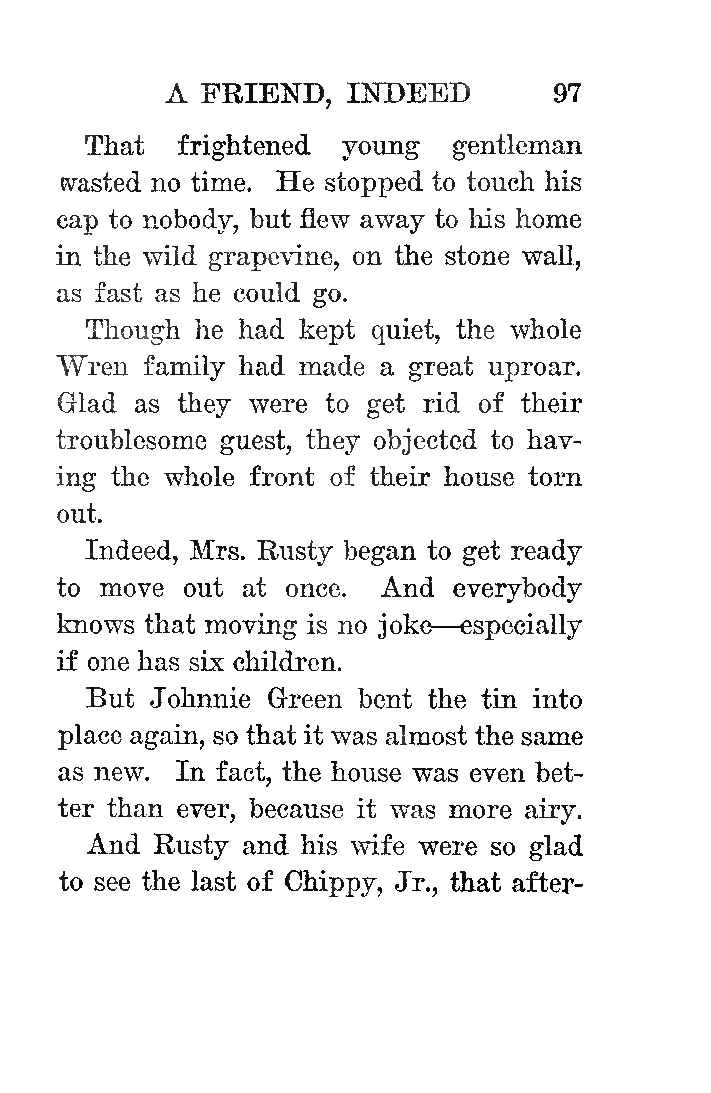 A FRIEND, INDEED 97
That frightened young gentleman
wasted no time. He stopped to touch his
cap to nobody, but flew away to his home
in the wild grapevine, on the stone wall,
as fast as he could go.
Though he had kept quiet, the whole
Wren family had made a great uproar.
Glad as they were to get rid of their
troublesome guest, they objected to hav-
ing the whole front of their house torn
out.
Indeed, Mrs. Rusty began to get ready
to move out at once. And everybody
knows that moving is no joke—especially
if one has six children.
But Johnnie Green bent the tin into
place again, so that it was almost the same
as new. In fact, the house was even bet-
ter than ever, because it was more airy.
And Rusty and his wife were so glad
to see the last of Chippy, Jr., that after-